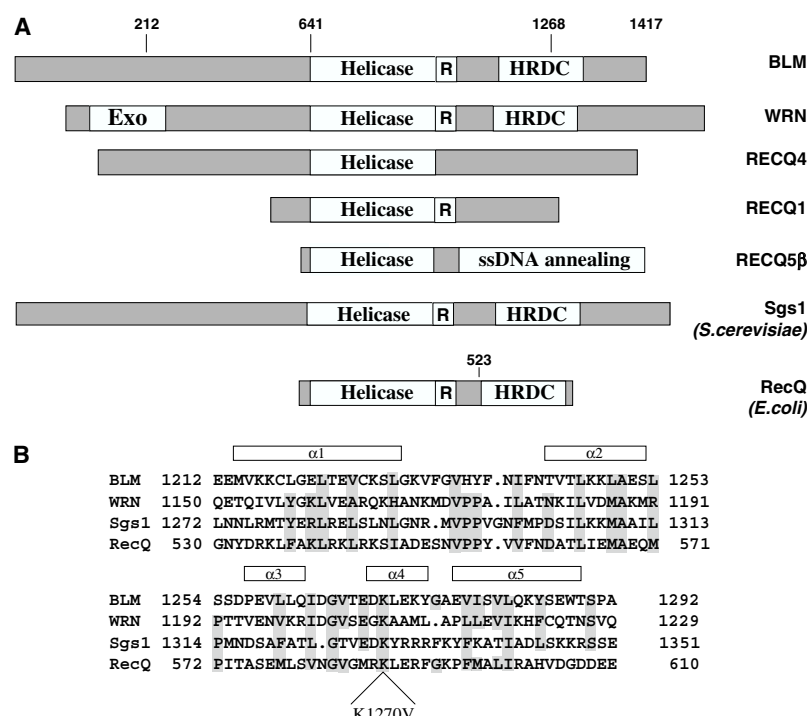 A
212 641 1268 1417
Helicase R HRDC BLM
Exo Helicase R HRDC WRN
Helicase RECQ4
Helicase R RECQ1
Helicase ssDNA annealing RECQ5β
Helicase R HRDC Sgs1
(S.cerevisiae)
523
Helicase R HRDC RecQ
(E.coli)
B
α1 α2
BLM 1212 EEMVKKCLGELTEVCKSLGKVFGVHYF.NIFNTVTLKKLAESL 1253
WRN 1150 QETQIVLYGKLVEARQKHANKMDVPPA.ILATNKILVDMAKMR 1191
Sgs1 1272 LNNLRMTYERLRELSLNLGNR.MVPPVGNFMPDSILKKMAAIL 1313
RecQ 530 GNYDRKLFAKLRKLRKSIADESNVPPY.VVFNDATLIEMAEQM 571
α3 α4 α5
BLM 1254 SSDPEVLLQIDGVTEDKLEKYGAEVISVLQKYSEWTSPA 1292
WRN 1192 PTTVENVKRIDGVSEGKAAML.APLLEVIKHFCQTNSVQ 1229
Sgs1 1314 PMNDSAFATL.GTVEDKYRRRFKYFKATIADLSKKRSSE 1351
RecQ 572 PITASEMLSVNGVGMRKLERFGKPFMALIRAHVDGDDEE 610
K1270V